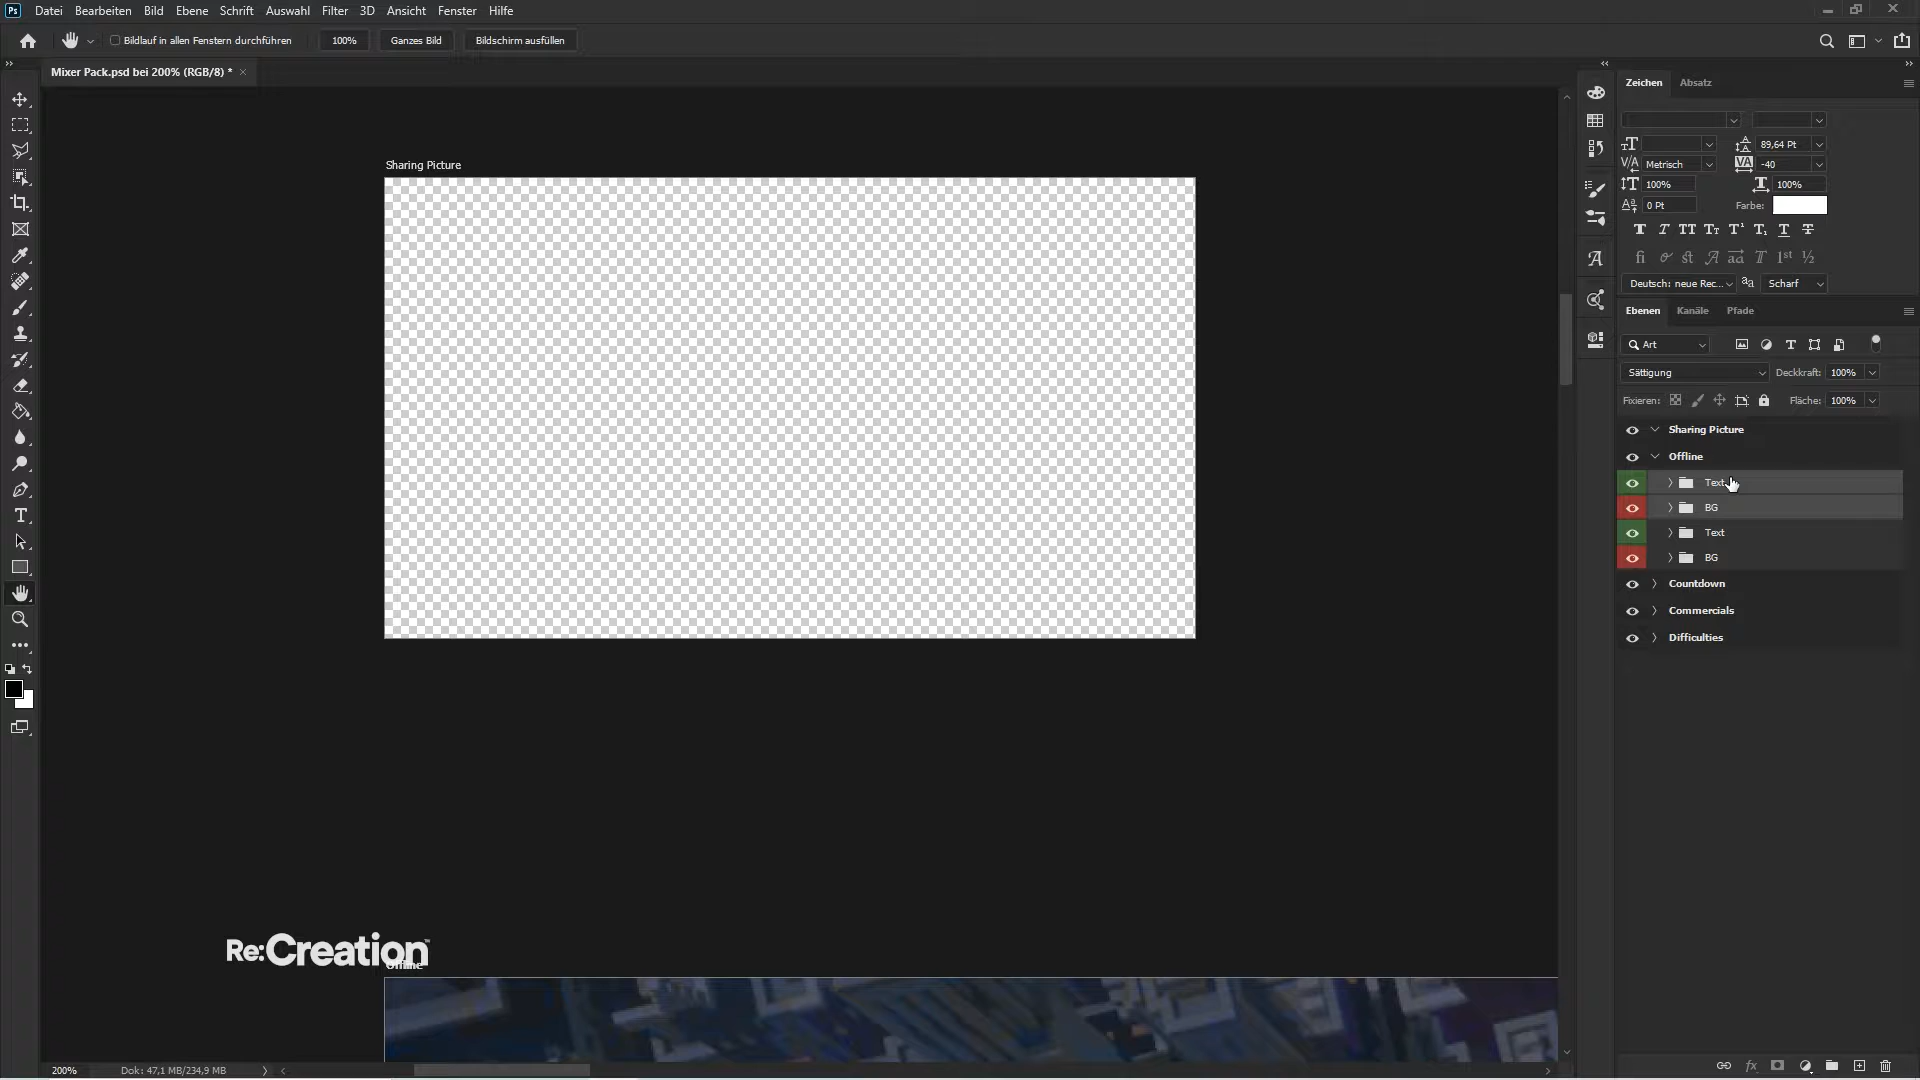 Ps Datei Bearbeiten Bild Ebene Schrift Auswahl Filter 3D Ansicht Fenster Hilfe
Bildlauf in allen Fenstern durchführen 100% Ganzes Bild Bildschirm ausfüllen
Mixer Pack.psd bei 200% (RGB/8) *
Sharing Picture
Re:Creation™
Offline
200% Dok: 47,1 MB/234,9 MB
Zeichen Absatz
89,64 Pt
Metrisch -40
100% 100%
0 Pt Farbe:
Deutsch: neue Rec... Scharf
Ebenen Kanäle Pfade
Art
Sättigung Deckkraft: 100%
Fixieren: Fläche: 100%
Sharing Picture
Offline
Text
BG
Text
BG
Countdown
Commercials
Difficulties